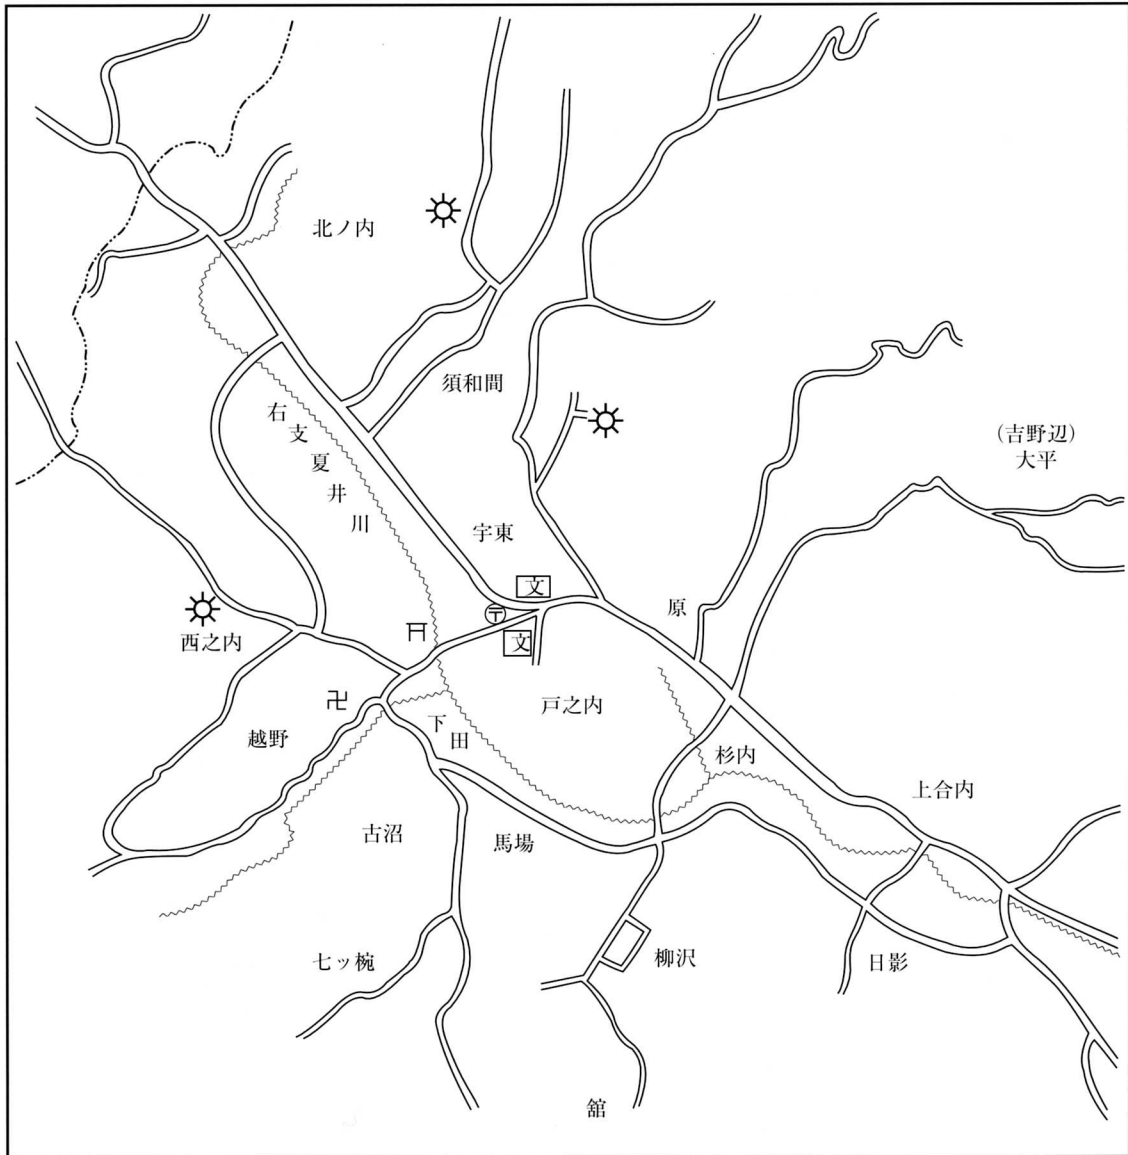 北ノ内
須和間
(吉野辺)
大平
右支夏井川
宇東
文
〒
文
原
西之内
卍
戸之内
下田
越野
杉内
上合内
古沼
馬場
七ッ椀
柳沢
日影
舘